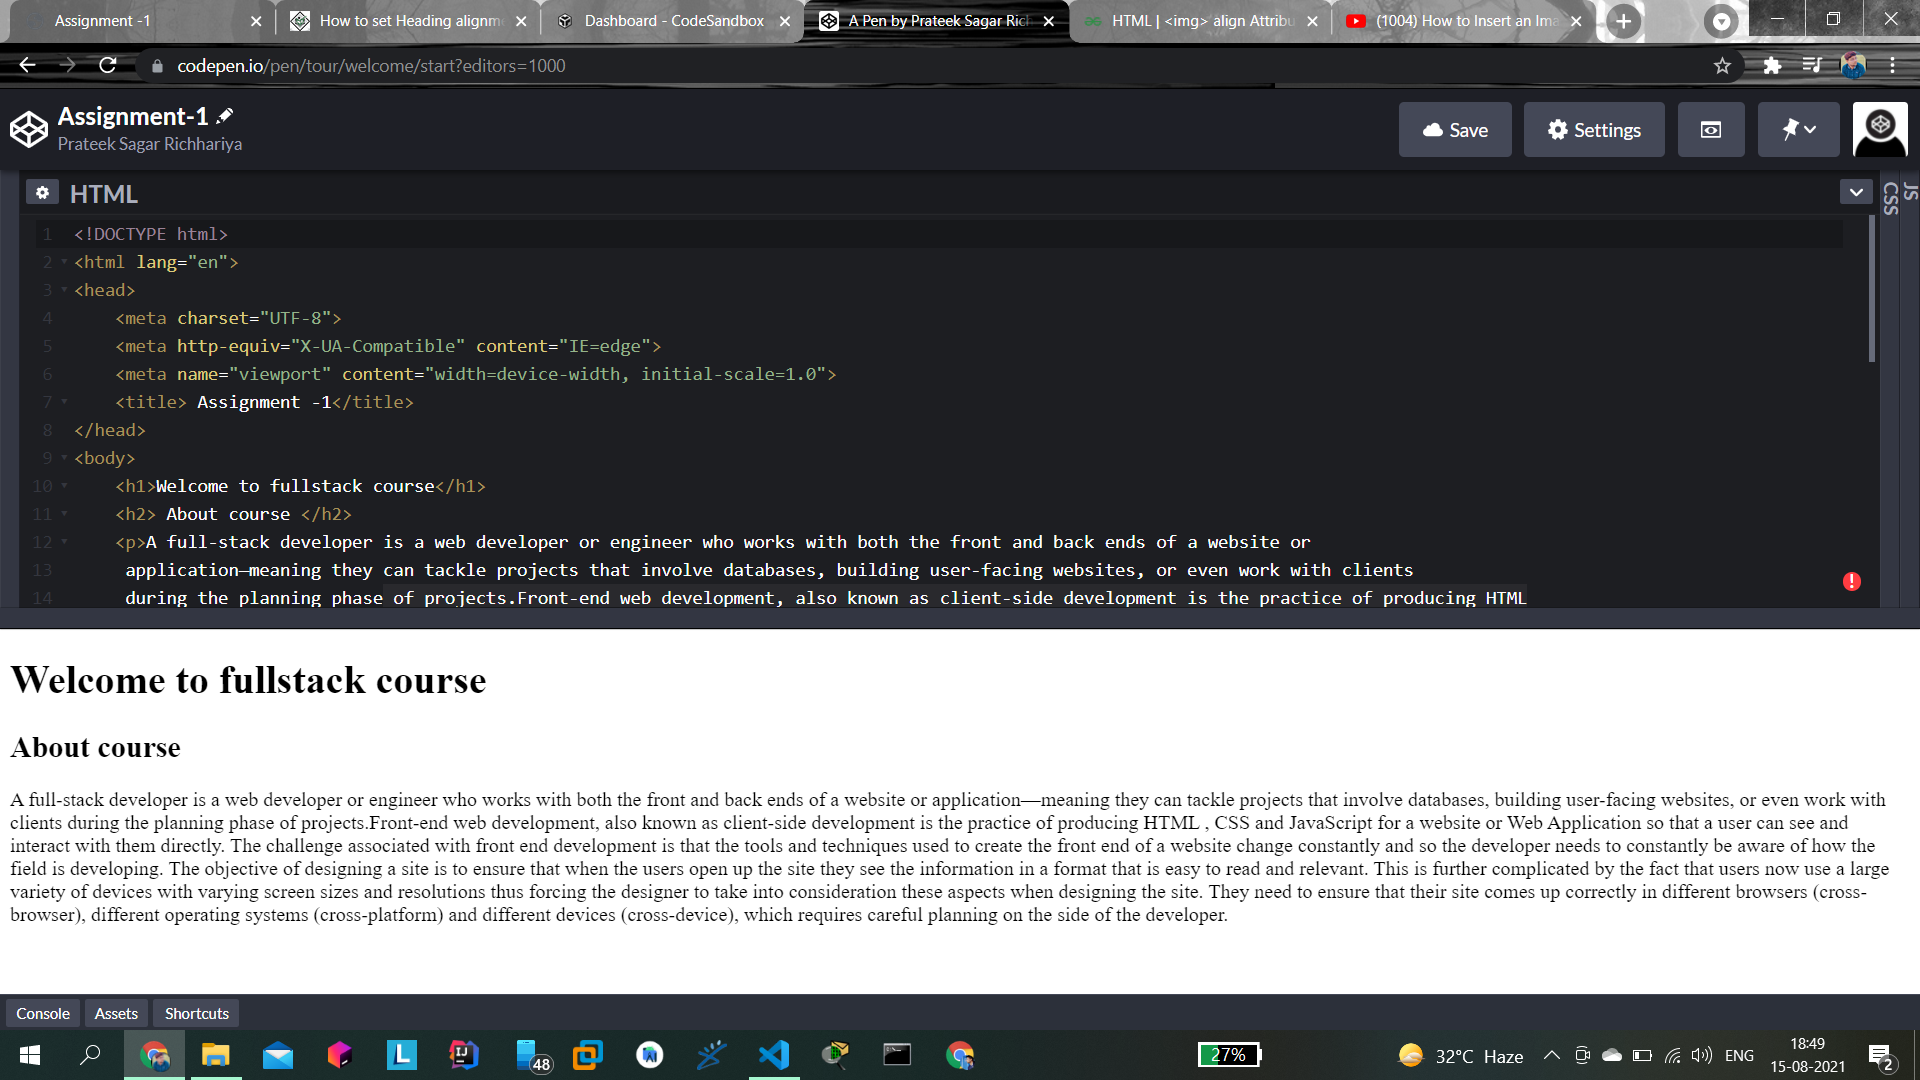 Assignment -1
How to set Heading alignm
Dashboard - CodeSandbox
A Pen by Prateek Sagar Rich
HTML | <img> align Attribu
(1004) How to Insert an Ima
codepen.io/pen/tour/welcome/start?editors=1000
Assignment-1
Prateek Sagar Richhariya
Save
Settings
HTML
CSS
JS
1 <!DOCTYPE html>
2 <html lang="en">
3 <head>
4 <meta charset="UTF-8">
5 <meta http-equiv="X-UA-Compatible" content="IE=edge">
6 <meta name="viewport" content="width=device-width, initial-scale=1.0">
7 <title> Assignment -1</title>
8 </head>
9 <body>
10 <h1>Welcome to fullstack course</h1>
11 <h2> About course </h2>
12 <p>A full-stack developer is a web developer or engineer who works with both the front and back ends of a website or
13 application—meaning they can tackle projects that involve databases, building user-facing websites, or even work with clients
14 during the planning phase of projects.Front-end web development, also known as client-side development is the practice of producing HTML
Welcome to fullstack course
About course
A full-stack developer is a web developer or engineer who works with both the front and back ends of a website or application—meaning they can tackle projects that involve databases, building user-facing websites, or even work with
clients during the planning phase of projects.Front-end web development, also known as client-side development is the practice of producing HTML , CSS and JavaScript for a website or Web Application so that a user can see and
interact with them directly. The challenge associated with front end development is that the tools and techniques used to create the front end of a website change constantly and so the developer needs to constantly be aware of how the
field is developing. The objective of designing a site is to ensure that when the users open up the site they see the information in a format that is easy to read and relevant. This is further complicated by the fact that users now use a large
variety of devices with varying screen sizes and resolutions thus forcing the designer to take into consideration these aspects when designing the site. They need to ensure that their site comes up correctly in different browsers (cross-
browser), different operating systems (cross-platform) and different devices (cross-device), which requires careful planning on the side of the developer.
Console
Assets
Shortcuts
L
IJ
48
27%
32°C Haze
ENG
18:49
15-08-2021
2